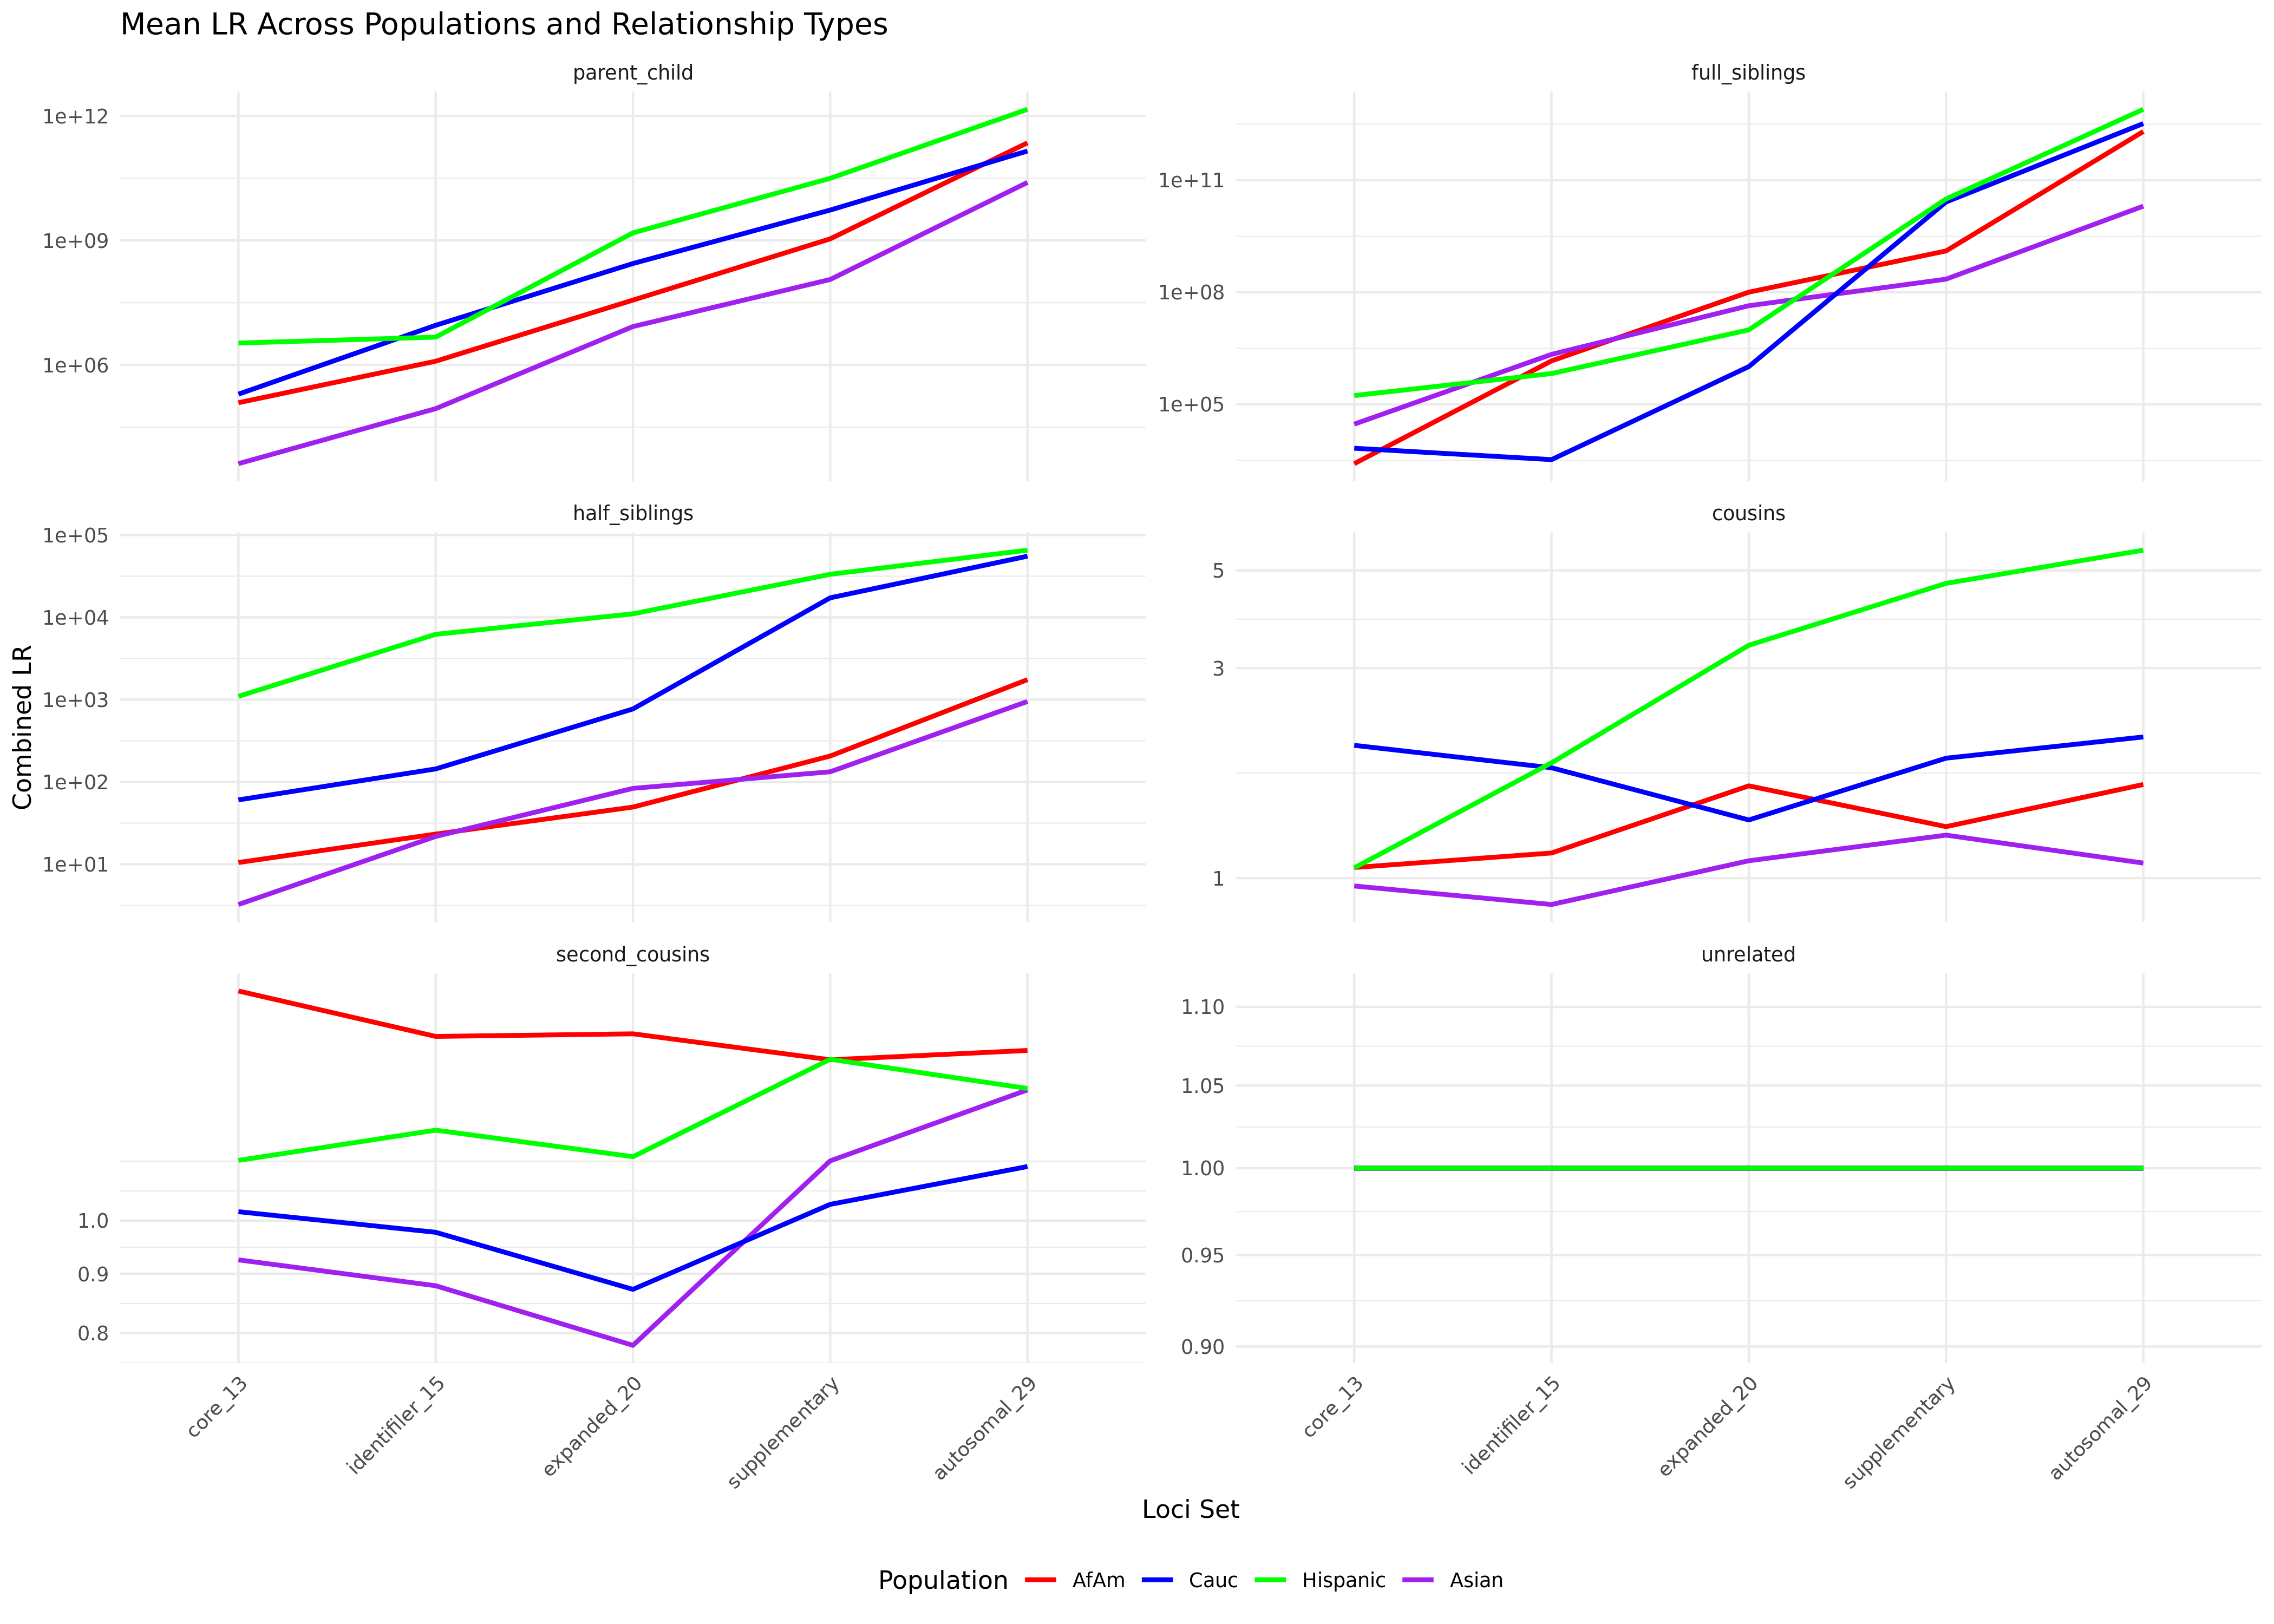 Mean LR Across Populations and Relationship Types
parent_child
full_siblings
1e+12
1e+09
1e+06
1e+11
1e+08
1e+05
half_siblings
cousins
1e+05
1e+04
1e+03
1e+02
1e+01
5
3
1
Combined LR
second_cousins
unrelated
1.0
0.9
0.8
1.10
1.05
1.00
0.95
0.90
core_13
identifiler_15
expanded_20
supplementary
autosomal_29
core_13
identifiler_15
expanded_20
supplementary
autosomal_29
Loci Set
Population AfAm Cauc Hispanic Asian